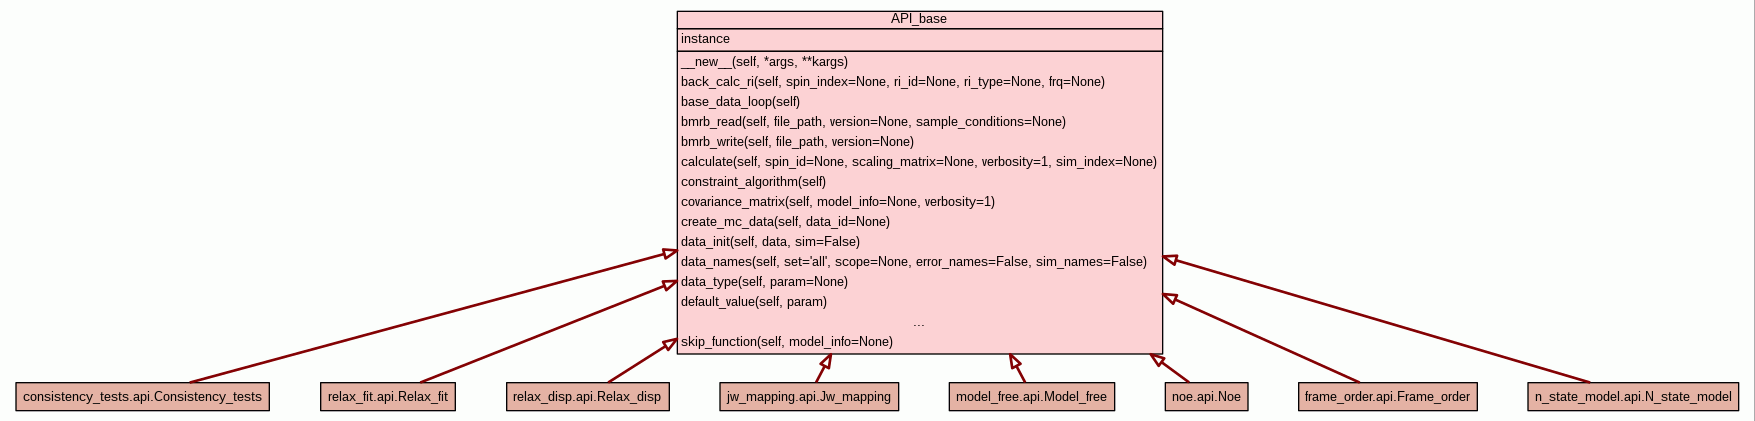 API_base
instance
__new__(self, *args, **kargs)
back_calc_ri(self, spin_index=None, ri_id=None, ri_type=None, frq=None)
base_data_loop(self)
bmrb_read(self, file_path, version=None, sample_conditions=None)
bmrb_write(self, file_path, version=None)
calculate(self, spin_id=None, scaling_matrix=None, verbosity=1, sim_index=None)
constraint_algorithm(self)
covariance_matrix(self, model_info=None, verbosity=1)
create_mc_data(self, data_id=None)
data_init(self, data, sim=False)
data_names(self, set='all', scope=None, error_names=False, sim_names=False)
data_type(self, param=None)
default_value(self, param)
...
skip_function(self, model_info=None)
consistency_tests.api.Consistency_tests
relax_fit.api.Relax_fit
relax_disp.api.Relax_disp
jw_mapping.api.Jw_mapping
model_free.api.Model_free
noe.api.Noe
frame_order.api.Frame_order
n_state_model.api.N_state_model